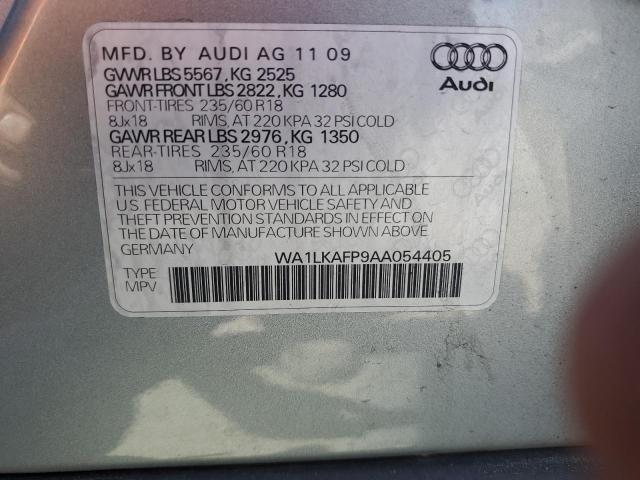 MFD. BY AUDI AG 11 09
GVWR LBS 5567, KG 2525
GAWR FRONT LBS 2822, KG 1280
FRONT-TIRES 235/60 R18
8Jx18 RIMS, AT 220 KPA 32 PSI COLD
GAWR REAR LBS 2976, KG 1350
REAR-TIRES 235/60 R18
8Jx18 RIMS, AT 220 KPA 32 PSI COLD
Audi
THIS VEHICLE CONFORMS TO ALL APPLICABLE
U.S. FEDERAL MOTOR VEHICLE SAFETY AND
THEFT PREVENTION STANDARDS IN EFFECT ON
THE DATE OF MANUFACTURE SHOWN ABOVE
GERMANY
WA1LKAFP9AA054405
TYPE
MPV
Audi